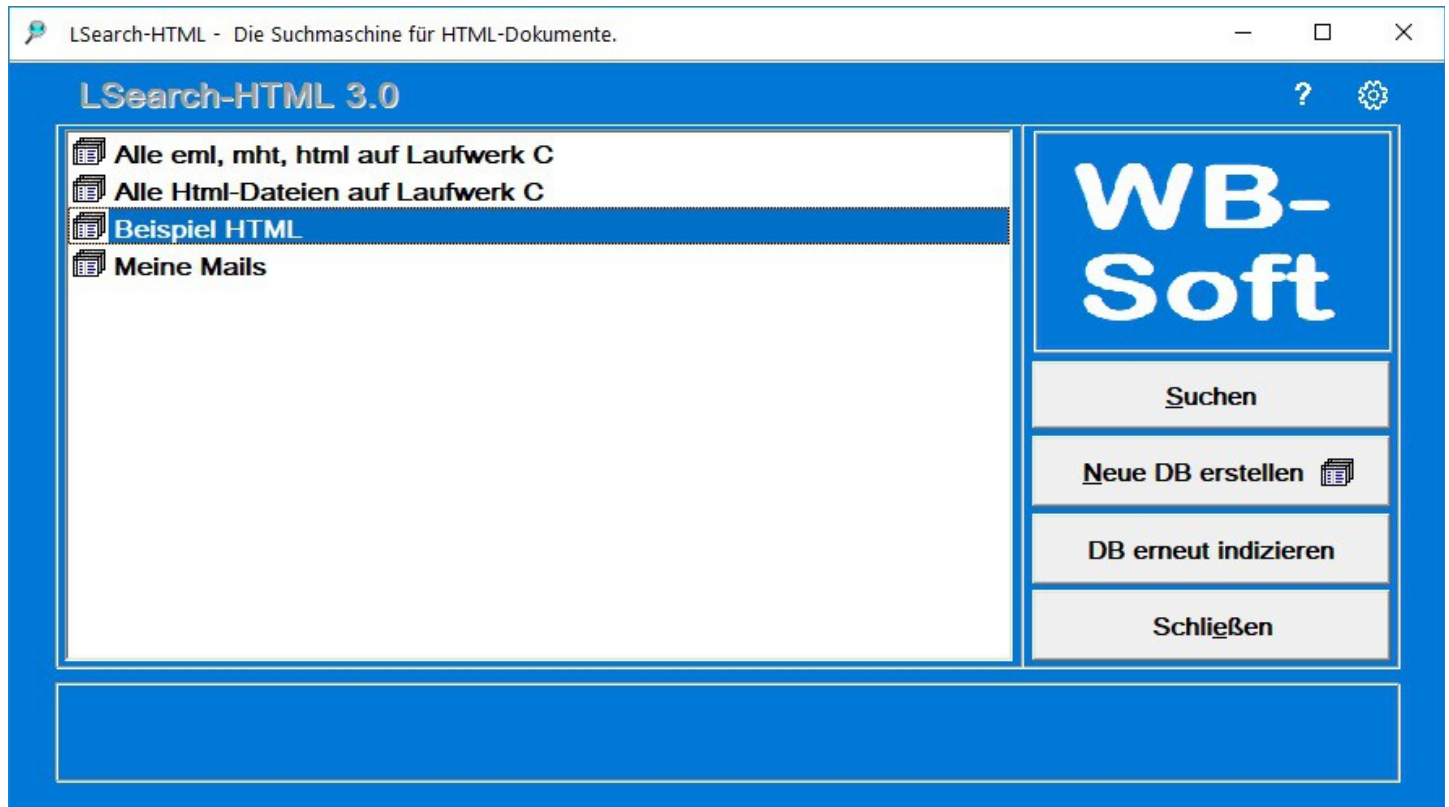 LSearch-HTML - Die Suchmaschine für HTML-Dokumente.
LSearch-HTML 3.0
?
Alle eml, mht, html auf Laufwerk C
Alle Html-Dateien auf Laufwerk C
Beispiel HTML
Meine Mails
WB-
Soft
Suchen
Neue DB erstellen
DB erneut indizieren
Schließen